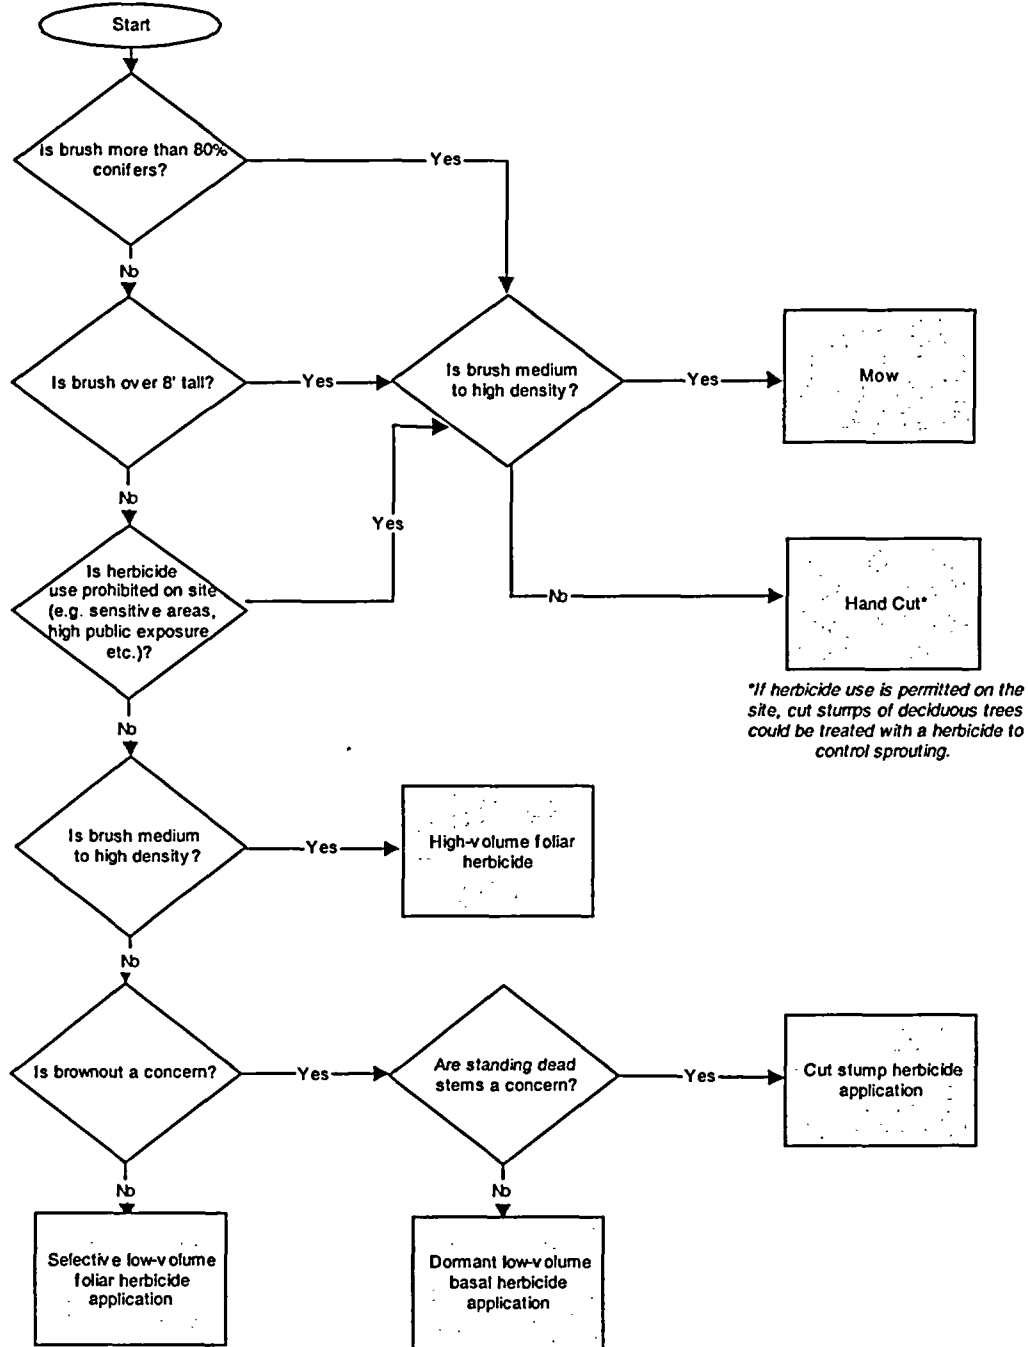 Start
Is brush more than 80%
conifers?
Yes
No
Is brush over 8' tall?
Yes
Is brush medium
to high density?
Yes
Mow
No
Is herbicide
use prohibited on site
(e.g. sensitive areas,
high public exposure
etc.)?
Yes
No
Hand Cut*
*If herbicide use is permitted on the
site, cut stumps of deciduous trees
could be treated with a herbicide to
control sprouting.
No
Is brush medium
to high density?
Yes
High-volume foliar
herbicide
No
Is brownout a concern?
Yes
Are standing dead
stems a concern?
Yes
Cut stump herbicide
application
No
Selective low-volume
foliar herbicide
application
No
Dormant low-volume
basal herbicide
application